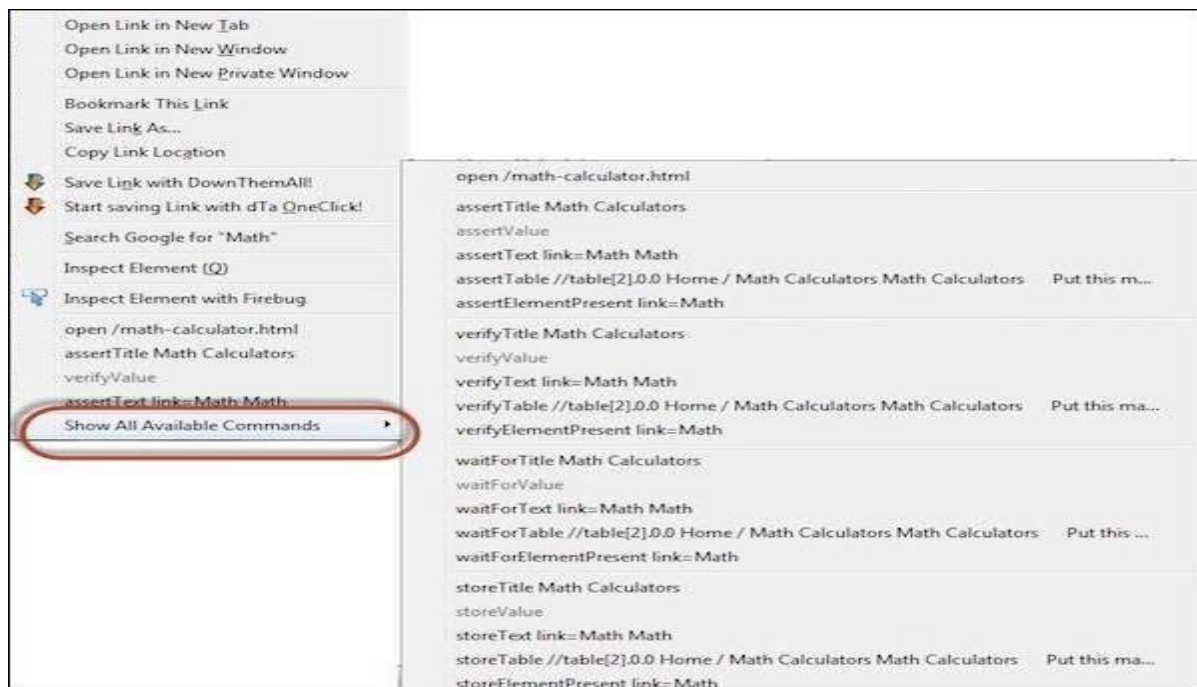 Open Link in New Tab
Open Link in New Window
Open Link in New Private Window
Bookmark This Link
Save Link As...
Copy Link Location
Save Link with DownThemAll!
Start saving Link with dTa OneClick!
Search Google for "Math"
Inspect Element (Q)
Inspect Element with Firebug
open /math-calculator.html
assertTitle Math Calculators
verifyValue
assertText link=Math Math
Show All Available Commands
open /math-calculator.html
assertTitle Math Calculators
assertValue
assertText link=Math Math
assertTable //table[2].0.0 Home / Math Calculators Math Calculators Put this m...
assertElementPresent link=Math
verifyTitle Math Calculators
verifyValue
verifyText link=Math Math
verifyTable //table[2].0.0 Home / Math Calculators Math Calculators Put this ma...
verifyElementPresent link=Math
waitForTitle Math Calculators
waitForValue
waitForText link=Math Math
waitForTable //table[2].0.0 Home / Math Calculators Math Calculators Put this ...
waitForElementPresent link=Math
storeTitle Math Calculators
storeValue
storeText link=Math Math
storeTable //table[2].0.0 Home / Math Calculators Math Calculators Put this ma...
storeElementPresent link=Math